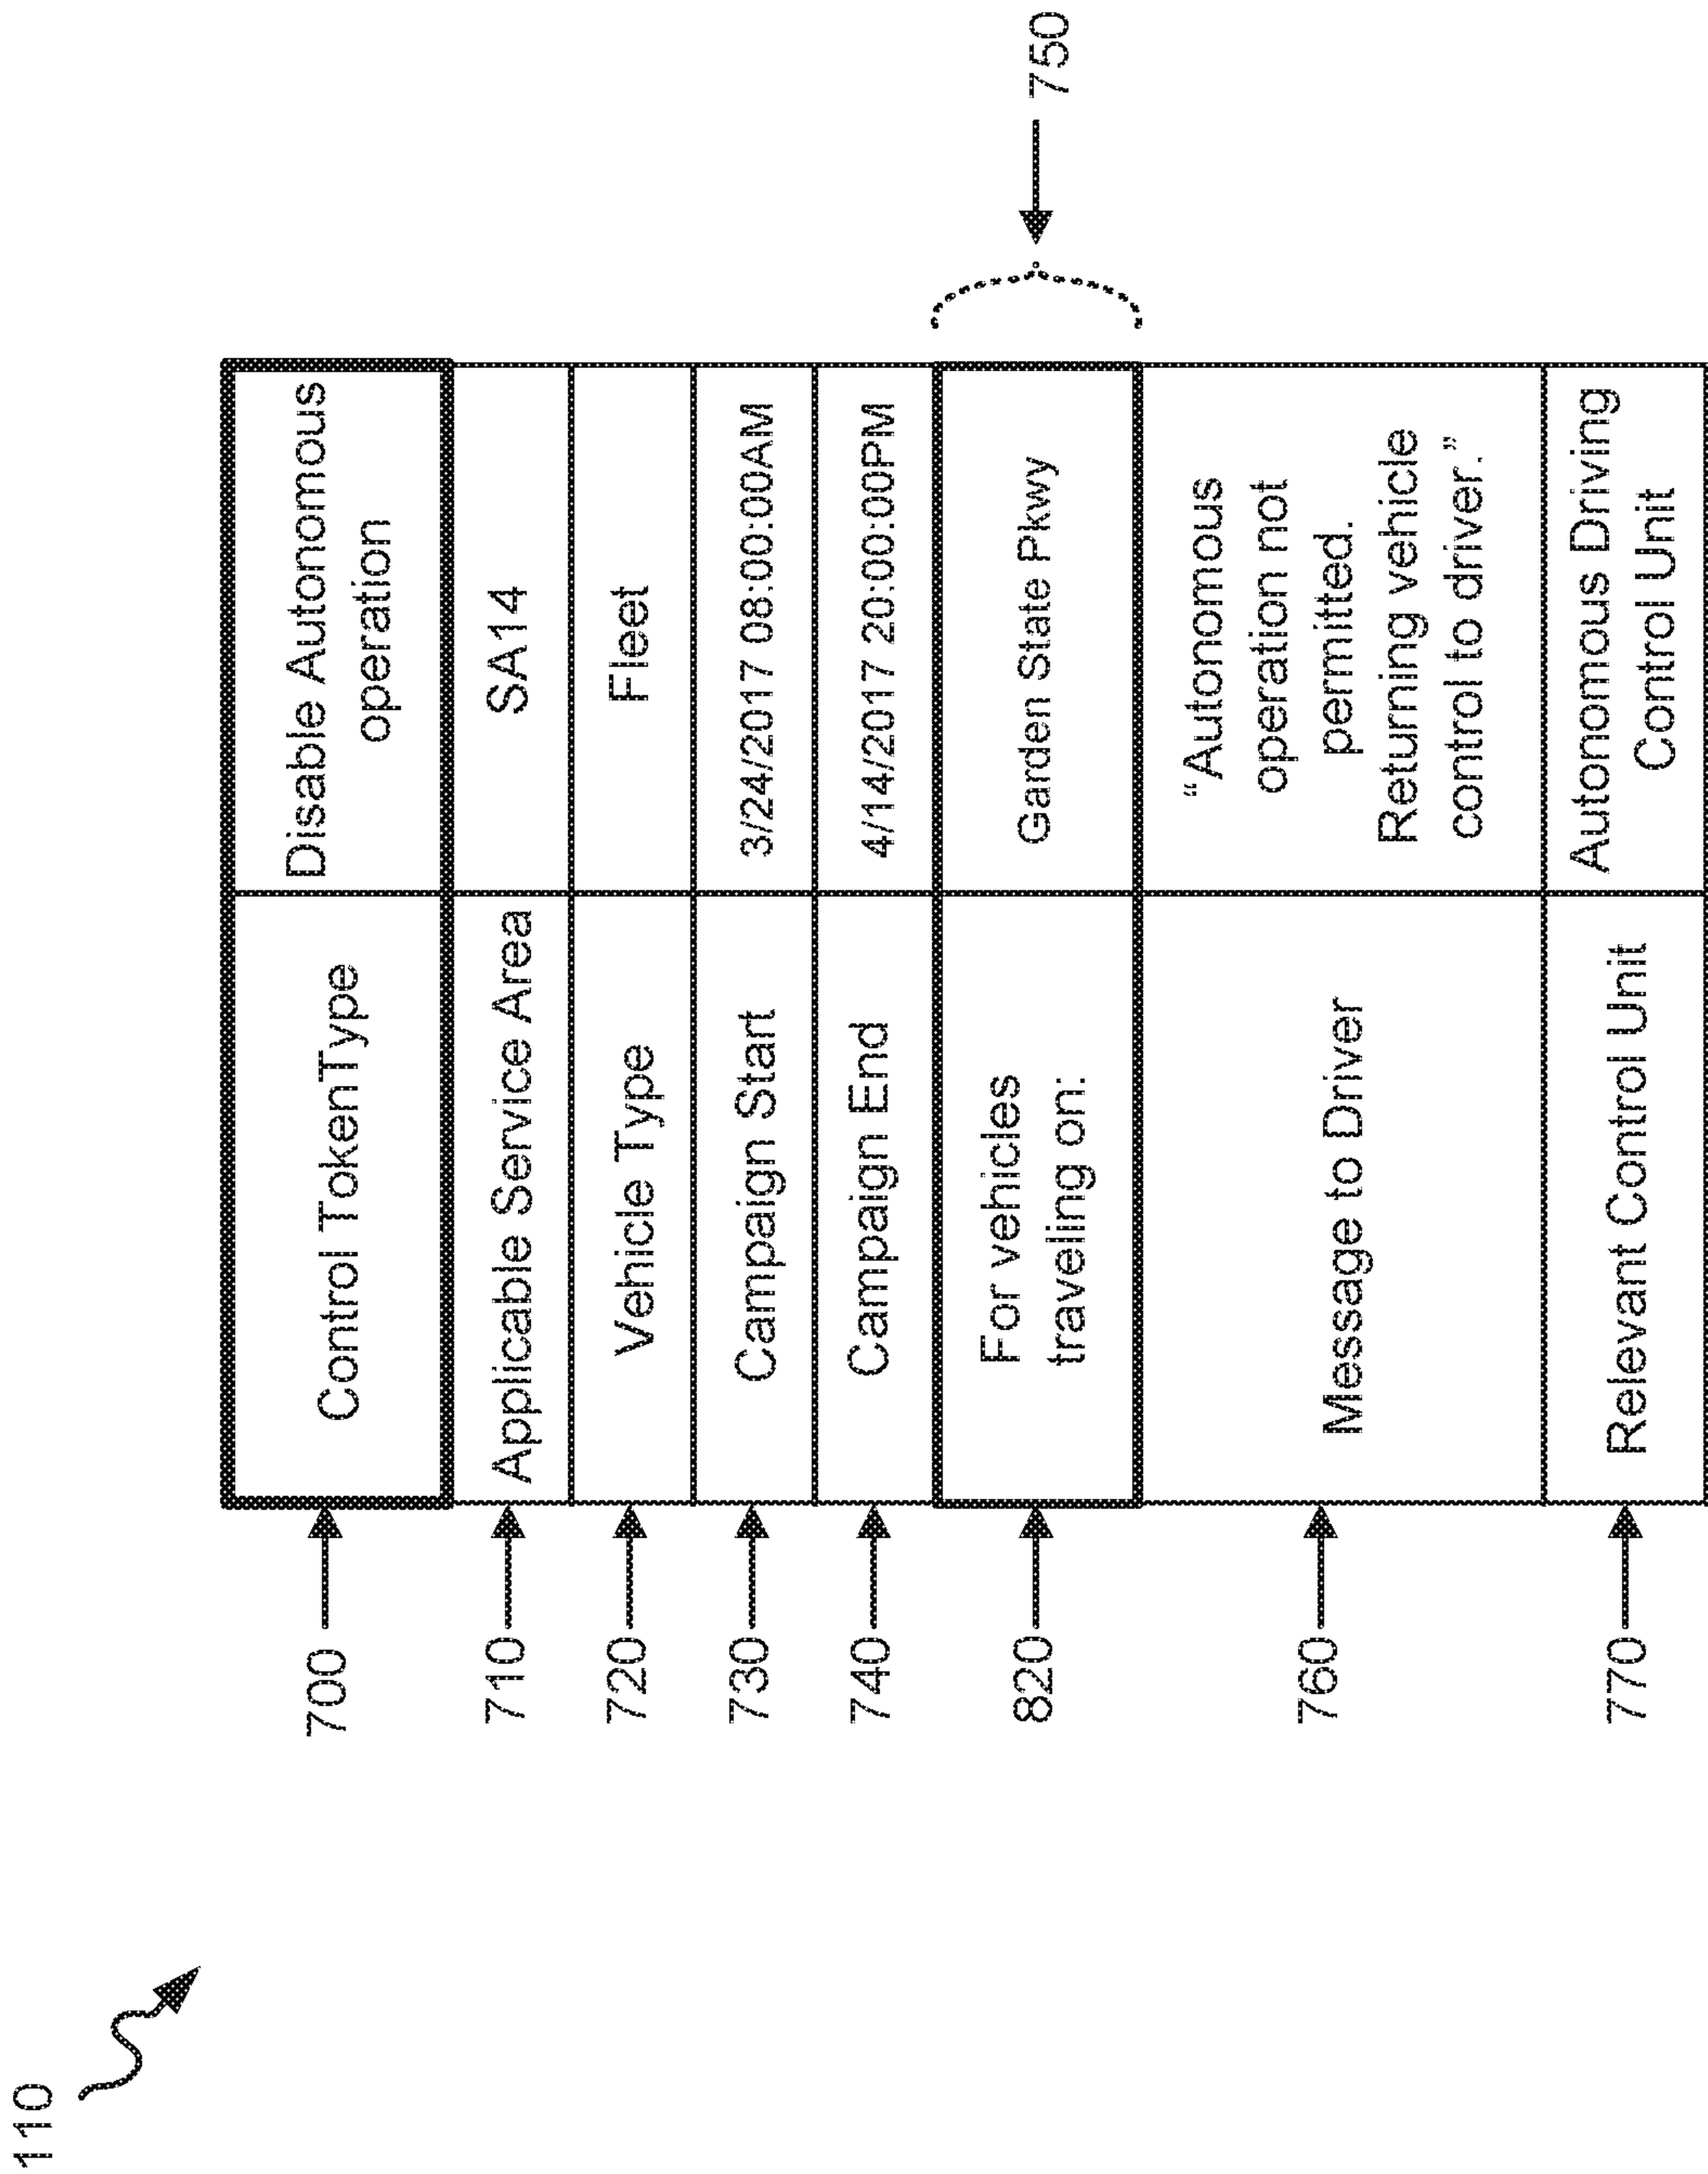 110
700
Control TokenType
Disable Autonomous
operation
710
Applicable Service Area
SA14
720
Vehicle Type
Fleet
730
Campaign Start
3/24/2017 08:00:00AM
740
Campaign End
4/14/2017 20:00:00PM
820
For vehicles
traveling on:
Garden State Pkwy
750
760
Message to Driver
“Autonomous
operation not
permitted.
Returning vehicle
control to driver.”
770
Relevant Control Unit
Autonomous Driving
Control Unit